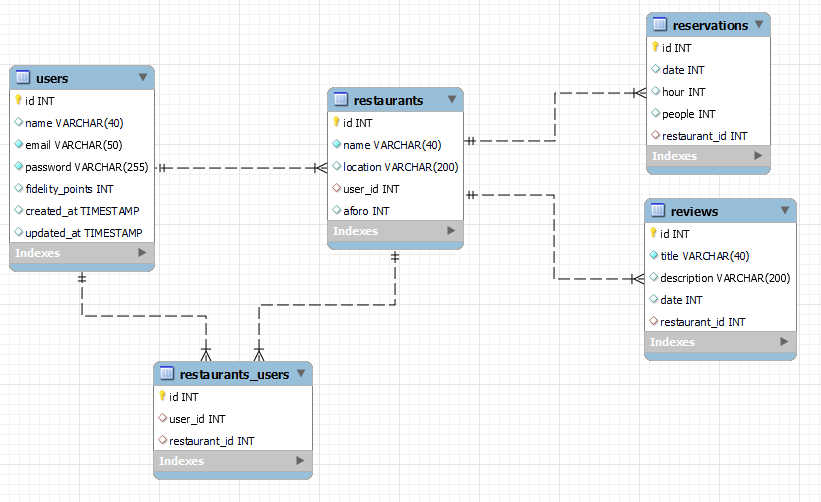 users
id INT
name VARCHAR(40)
email VARCHAR(50)
password VARCHAR(255)
fidelity_points INT
created_at TIMESTAMP
updated_at TIMESTAMP
Indexes
restaurants
id INT
name VARCHAR(40)
location VARCHAR(200)
user_id INT
aforo INT
Indexes
reservations
id INT
date INT
hour INT
people INT
restaurant_id INT
Indexes
reviews
id INT
title VARCHAR(40)
description VARCHAR(200)
date INT
restaurant_id INT
Indexes
restaurants_users
id INT
user_id INT
restaurant_id INT
Indexes